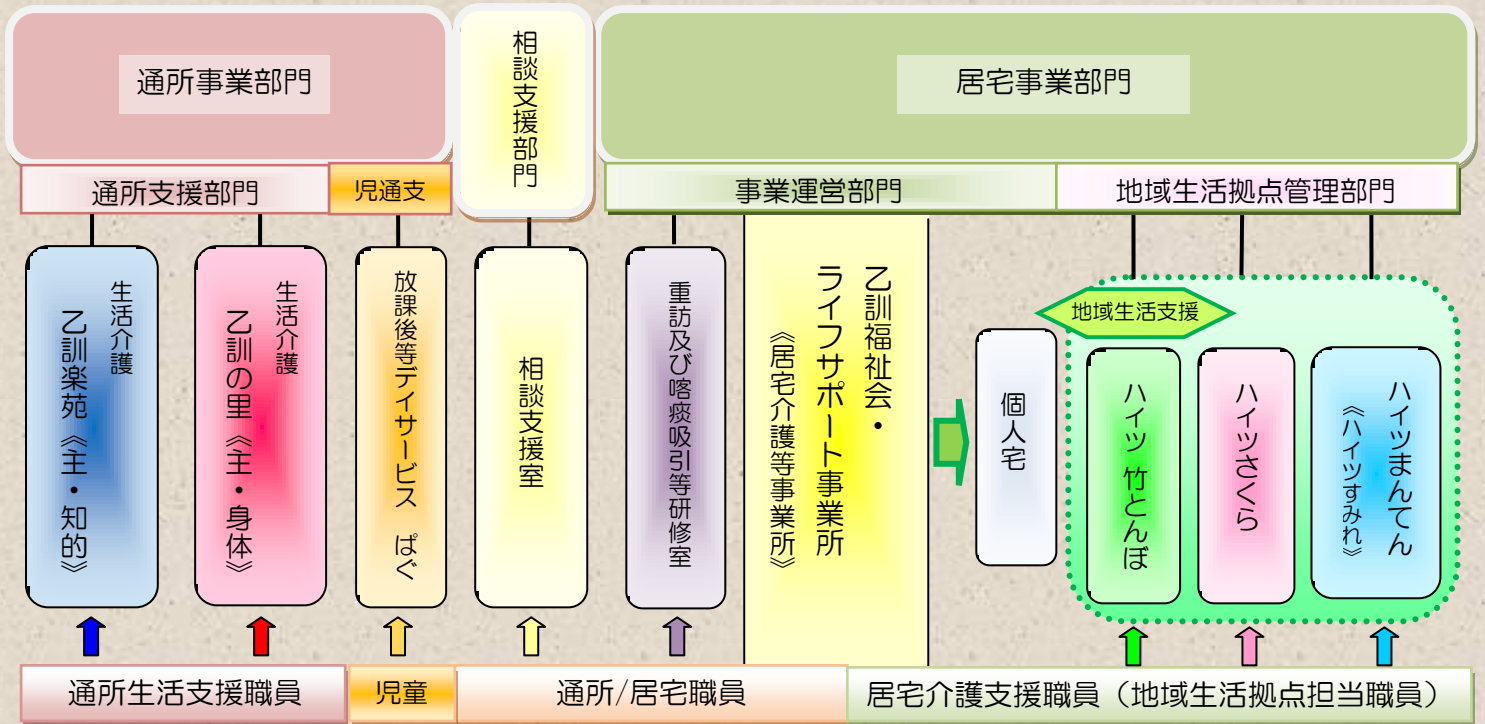 通所事業部門
相談支援部門
居宅事業部門
通所支援部門
児通支
事業運営部門
地域生活拠点管理部門
生活介護
乙訓楽苑《主・知的》
生活介護
乙訓の里《主・身体》
放課後等デイサービス ぱぐ
相談支援室
重訪及び喀痰吸引等研修室
乙訓福祉会・
ライフサポート事業所
《居宅介護等事業所》
個人宅
地域生活支援
ハイツ 竹とんぼ
ハイツさくら
ハイツまんてん
《ハイツすみれ》
通所生活支援職員
児童
通所/居宅職員
居宅介護支援職員（地域生活拠点担当職員）